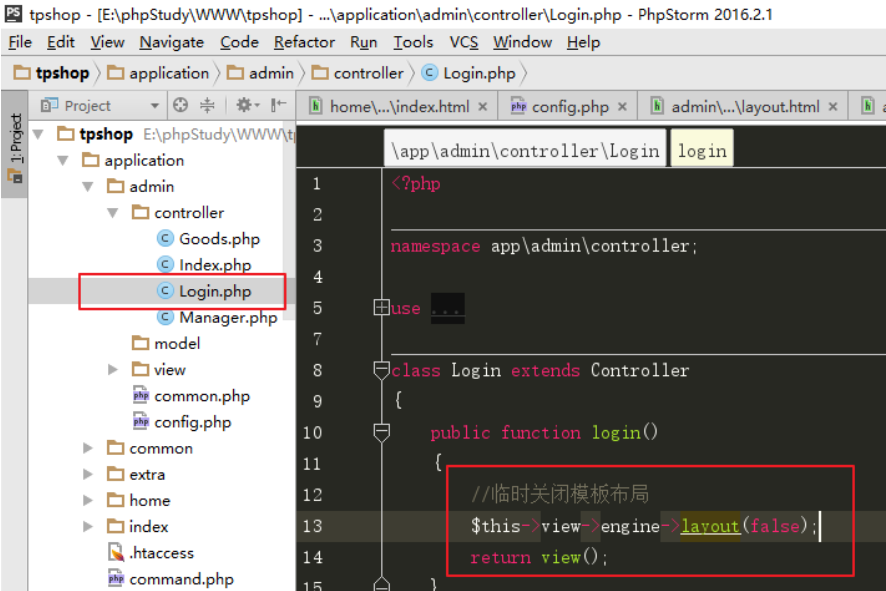 PS tpshop - [E:\phpStudy\WWW\tpshop] - ...\application\admin\controller\Login.php - PhpStorm 2016.2.1
File Edit View Navigate Code Refactor Run Tools VCS Window Help
tpshop application admin controller Login.php
1: Project
Project
home\...\index.html × config.php × admin\...\layout.html ×
tpshop E:\phpStudy\WWW\t
application
admin
controller
Goods.php
Index.php
Login.php
Manager.php
model
view
common.php
config.php
common
extra
home
index
.htaccess
command.php
\app\admin\controller\Login login
1 <?php
2
3 namespace app\admin\controller;
4
5 use ...
7
8 class Login extends Controller
9 {
10 public function login()
11 {
12 //临时关闭模板布局
13 $this->view->engine->layout(false);
14 return view();
15 }